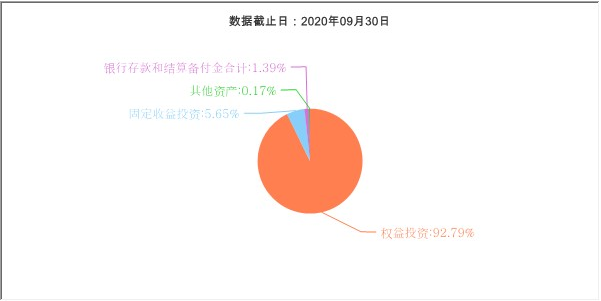 数据截止日：2020年09月30日
银行存款和结算备付金合计:1.39%
其他资产:0.17%
固定收益投资:5.65%
权益投资:92.79%